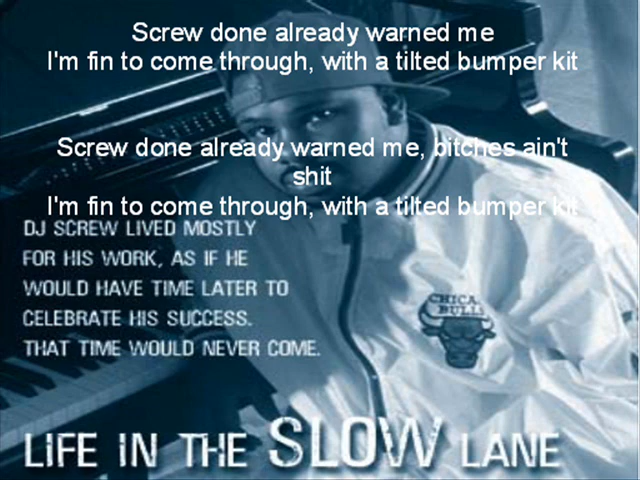 Screw done already warned me
I'm fin to come through, with a tilted bumper kit
Screw done already warned me, bitches ain't
shit
I'm fin to come through, with a tilted bumper kit
DJ SCREW LIVED MOSTLY
FOR HIS WORK, AS IF HE
WOULD HAVE TIME LATER TO
CELEBRATE HIS SUCCESS.
THAT TIME WOULD NEVER COME.
CHICA
BULLS
LIFE IN THE SLOW LANE